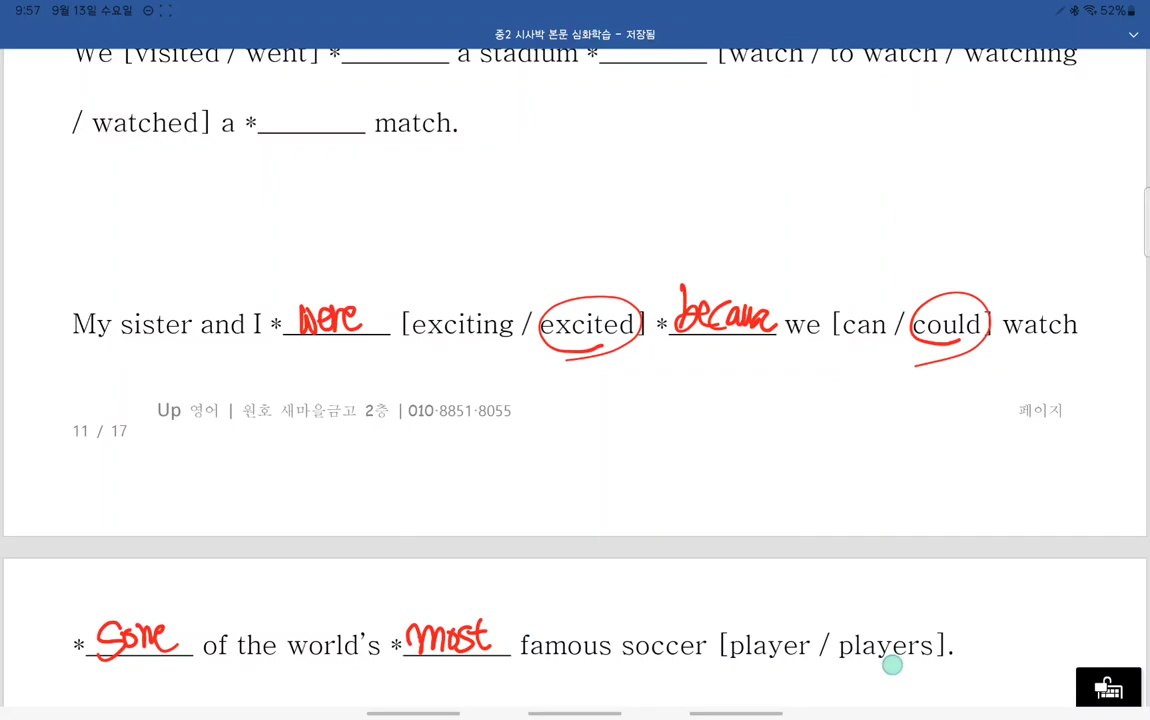 9:57 9월 13일 수요일 52%
중2 시사박 본문 심화학습 - 저장됨
We [visited / went] *________ a stadium *________ [watch / to watch / watching
/ watched] a *________ match.
My sister and I *were [exciting / excited] *because we [can / could] watch
Up 영어 | 원호 새마을금고 2층 | 010·8851·8055 페이지
11 / 17
*Some of the world's *most famous soccer [player / players].